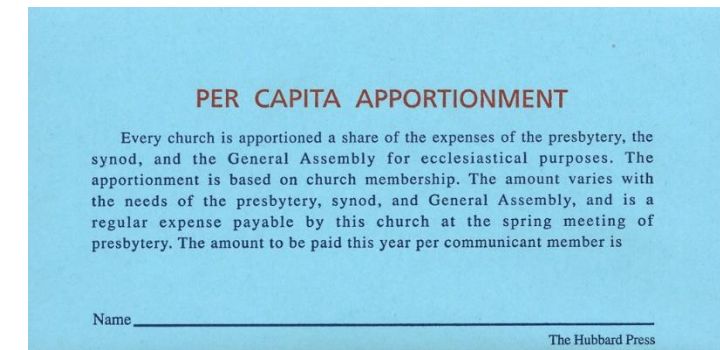 PER CAPITA APPORTIONMENT
Every church is apportioned a share of the expenses of the presbytery, the
synod, and the General Assembly for ecclesiastical purposes. The
apportionment is based on church membership. The amount varies with
the needs of the presbytery, synod, and General Assembly, and is a
regular expense payable by this church at the spring meeting of
presbytery. The amount to be paid this year per communicant member is
Name
The Hubbard Press